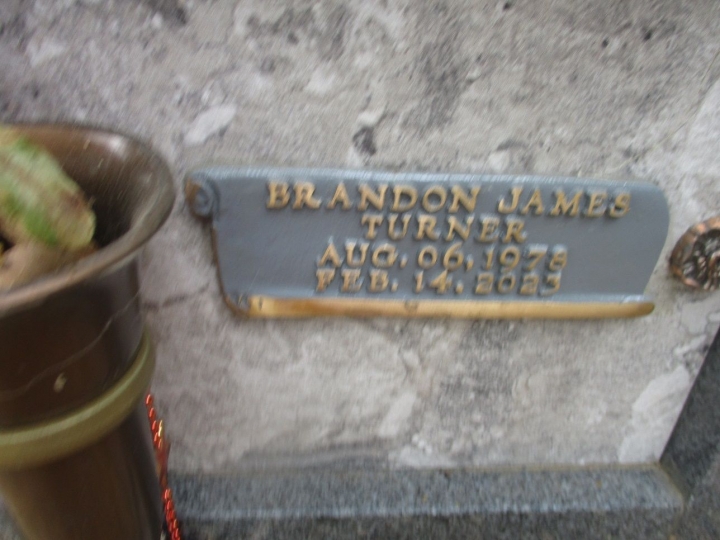 BRANDON JAMES
TURNER
AUG. 06, 1978
FEB. 14, 2023